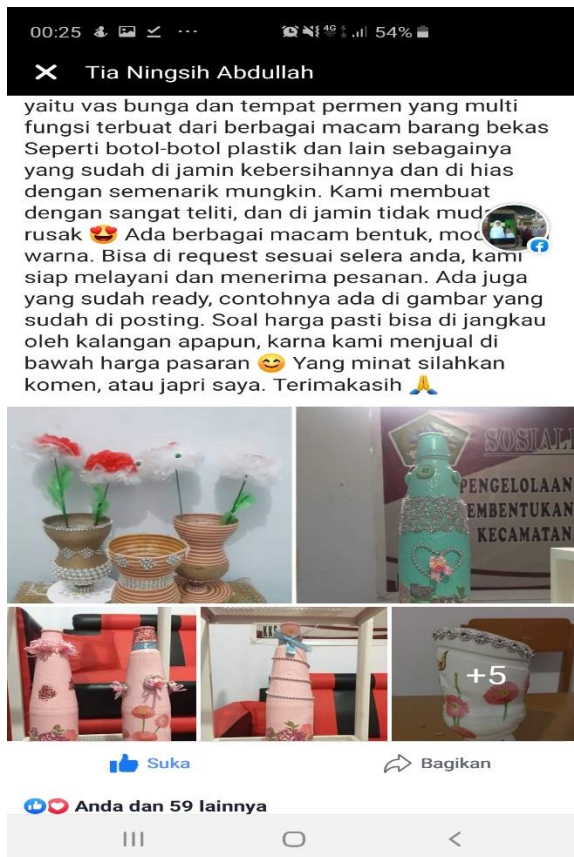 00:25 ... 4G 54%
Tia Ningsih Abdullah
yaitu vas bunga dan tempat permen yang multi
fungsi terbuat dari berbagai macam barang bekas
Seperti botol-botol plastik dan lain sebagainya
yang sudah di jamin kebersihannya dan di hias
dengan semenarik mungkin. Kami membuat
dengan sangat teliti, dan di jamin tidak
rusak 😍 Ada berbagai macam bentuk,
warna. Bisa di request sesuai selera anda, kami
siap melayani dan menerima pesanan. Ada juga
yang sudah ready, contohnya ada di gambar yang
sudah di posting. Soal harga pasti bisa di jangkau
oleh kalangan apapun, karna kami menjual di
bawah harga pasaran 😊 Yang minat silahkan
komen, atau japri saya. Terimakasih 🙏
SOSIALI
PENGELOLAAN
EMBENTUKAN
KECAMATAN
+5
Suka Bagikan
Anda dan 59 lainnya